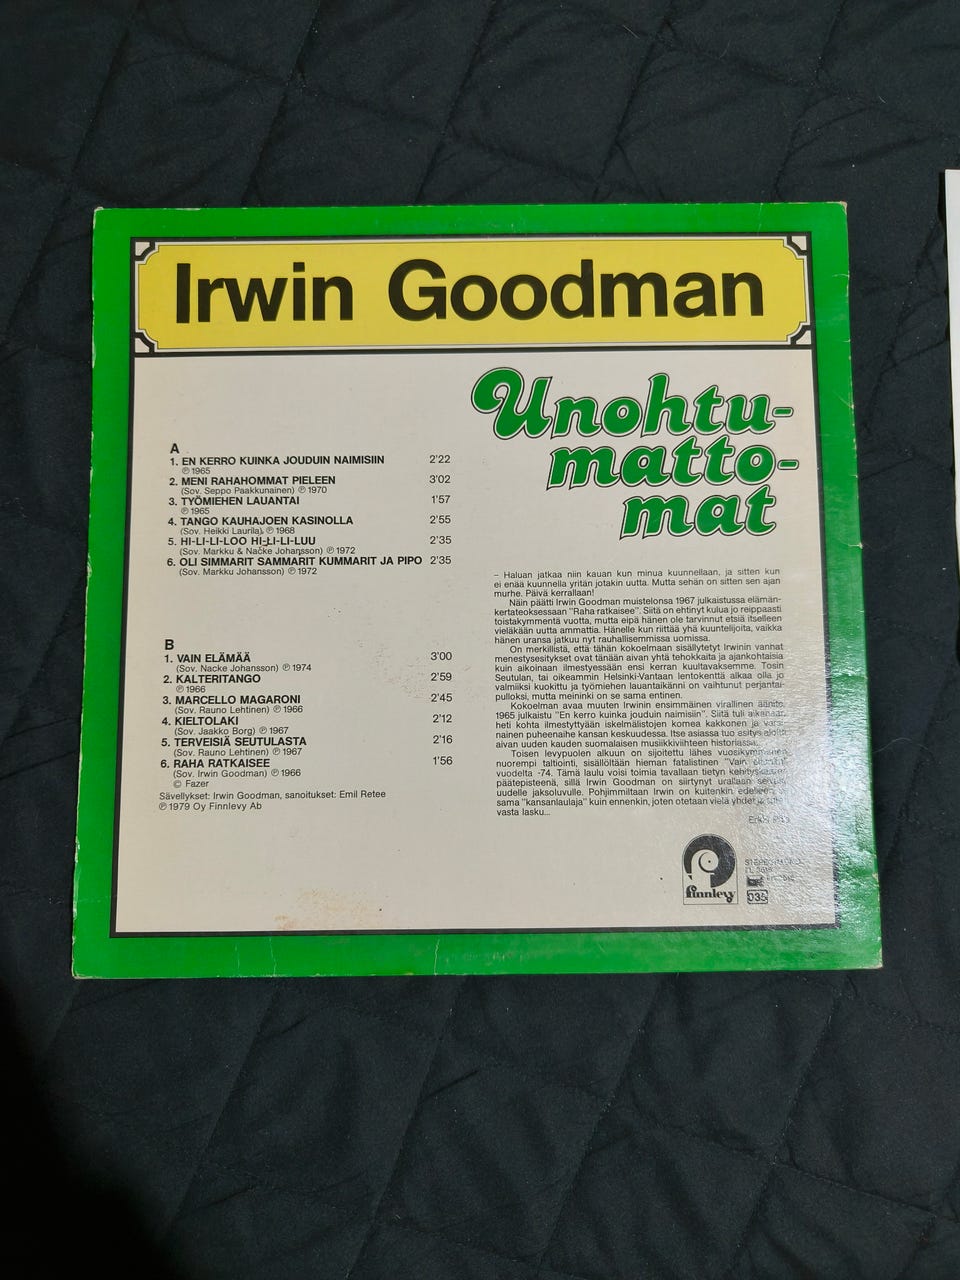 Irwin Goodman
Unohtu-
matto-
mat
A
1. EN KERRO KUINKA JOUDUIN NAIMISIIN 2'22
℗ 1965
2. MENI RAHAHOMMAT PIELEEN 3'02
(Sov. Seppo Paakkunainen) ℗ 1970
3. TYÖMIEHEN LAUANTAI 1'57
℗ 1965
4. TANGO KAUHAJOEN KASINOLLA 2'55
(Sov. Heikki Laurila) ℗ 1968
5. HI-LI-LI-LOO HI-LI-LI-LUU 2'35
(Sov. Markku & Nacke Johansson) ℗ 1972
6. OLI SIMMARIT SAMMARIT KUMMARIT JA PIPO 2'35
(Sov. Markku Johansson) ℗ 1972
B
1. VAIN ELÄMÄÄ 3'00
(Sov. Nacke Johansson) ℗ 1974
2. KALTERITANGO 2'59
℗ 1966
3. MARCELLO MAGARONI 2'45
(Sov. Rauno Lehtinen) ℗ 1966
4. KIELTOLAKI 2'12
(Sov. Jaakko Borg) ℗ 1967
5. TERVEISIÄ SEUTULASTA 2'16
(Sov. Rauno Lehtinen) ℗ 1967
6. RAHA RATKAISEE 1'56
(Sov. Irwin Goodman) ℗ 1966
© Fazer
Sävellykset: Irwin Goodman, sanoitukset: Emil Retee
℗ 1979 Oy Finnlevy Ab
– Haluan jatkaa niin kauan kun minua kuunnellaan, ja sitten kun
ei enää kuunnella yritän jotakin uutta. Mutta sehän on sitten sen ajan
murhe. Päivä kerrallaan!
Näin päätti Irwin Goodman muistelonsa 1967 julkaistussa elämän-
kertateoksessaan "Raha ratkaisee". Siitä on ehtinyt kulua jo reippaasti
toistakymmentä vuotta, mutta eipä hänen ole tarvinnut etsiä itselleen
vieläkään uutta ammattia. Hänelle kun riittää yhä kuuntelijoita, vaikka
hänen uransa jatkuu nyt rauhallisemmissa uomissa.
On merkillistä, että tähän kokoelmaan sisällytetyt Irwinin vannat
menestysesitykset ovat tänään aivan yhtä tehokkaita ja ajankohtaisia
kuin aikoinaan ilmestyessään ensi kerran kuultavaksemme. Tosin
Seutulan, tai oikeammin Helsinki-Vantaan lentokenttä alkaa olla jo
valmiiksi kuokittu ja työmiehen lauantaikänni on vaihtunut perjantai-
pulloksi, mutta meininki on se sama entinen.
Kokoelman avaa muuten Irwinin ensimmäinen virallinen äänite,
1965 julkaistu "En kerro kuinka jouduin naimisiin". Siitä tuli aikanaan
heti kohta ilmestyttyään iskelmälistojen komea kakkonen ja varsi-
nainen puheenaihe kansan keskuudessa. Itse asiassa tuo esitys aloitti
aivan uuden kauden suomalaisen musiikkiviihteen historiassa.
Toisen levypuolen alkuun on sijoitettu lähes vuosikymmenen
nuorempi taltiointi, sisällöltään hieman fatalistinen "Vain elämää"
vuodelta -74. Tämä laulu voisi toimia tavallaan tietyn kehityskaaren
päätepisteenä, sillä Irwin Goodman on siirtynyt urallaan selvästi
uudelle jaksoluvulle. Pohjimmiltaan Irwin on kuitenkin edelleen se
sama "kansanlaulaja" kuin ennenkin, joten otetaan vielä yhdet ja
vasta lasku...
finnlevy
035